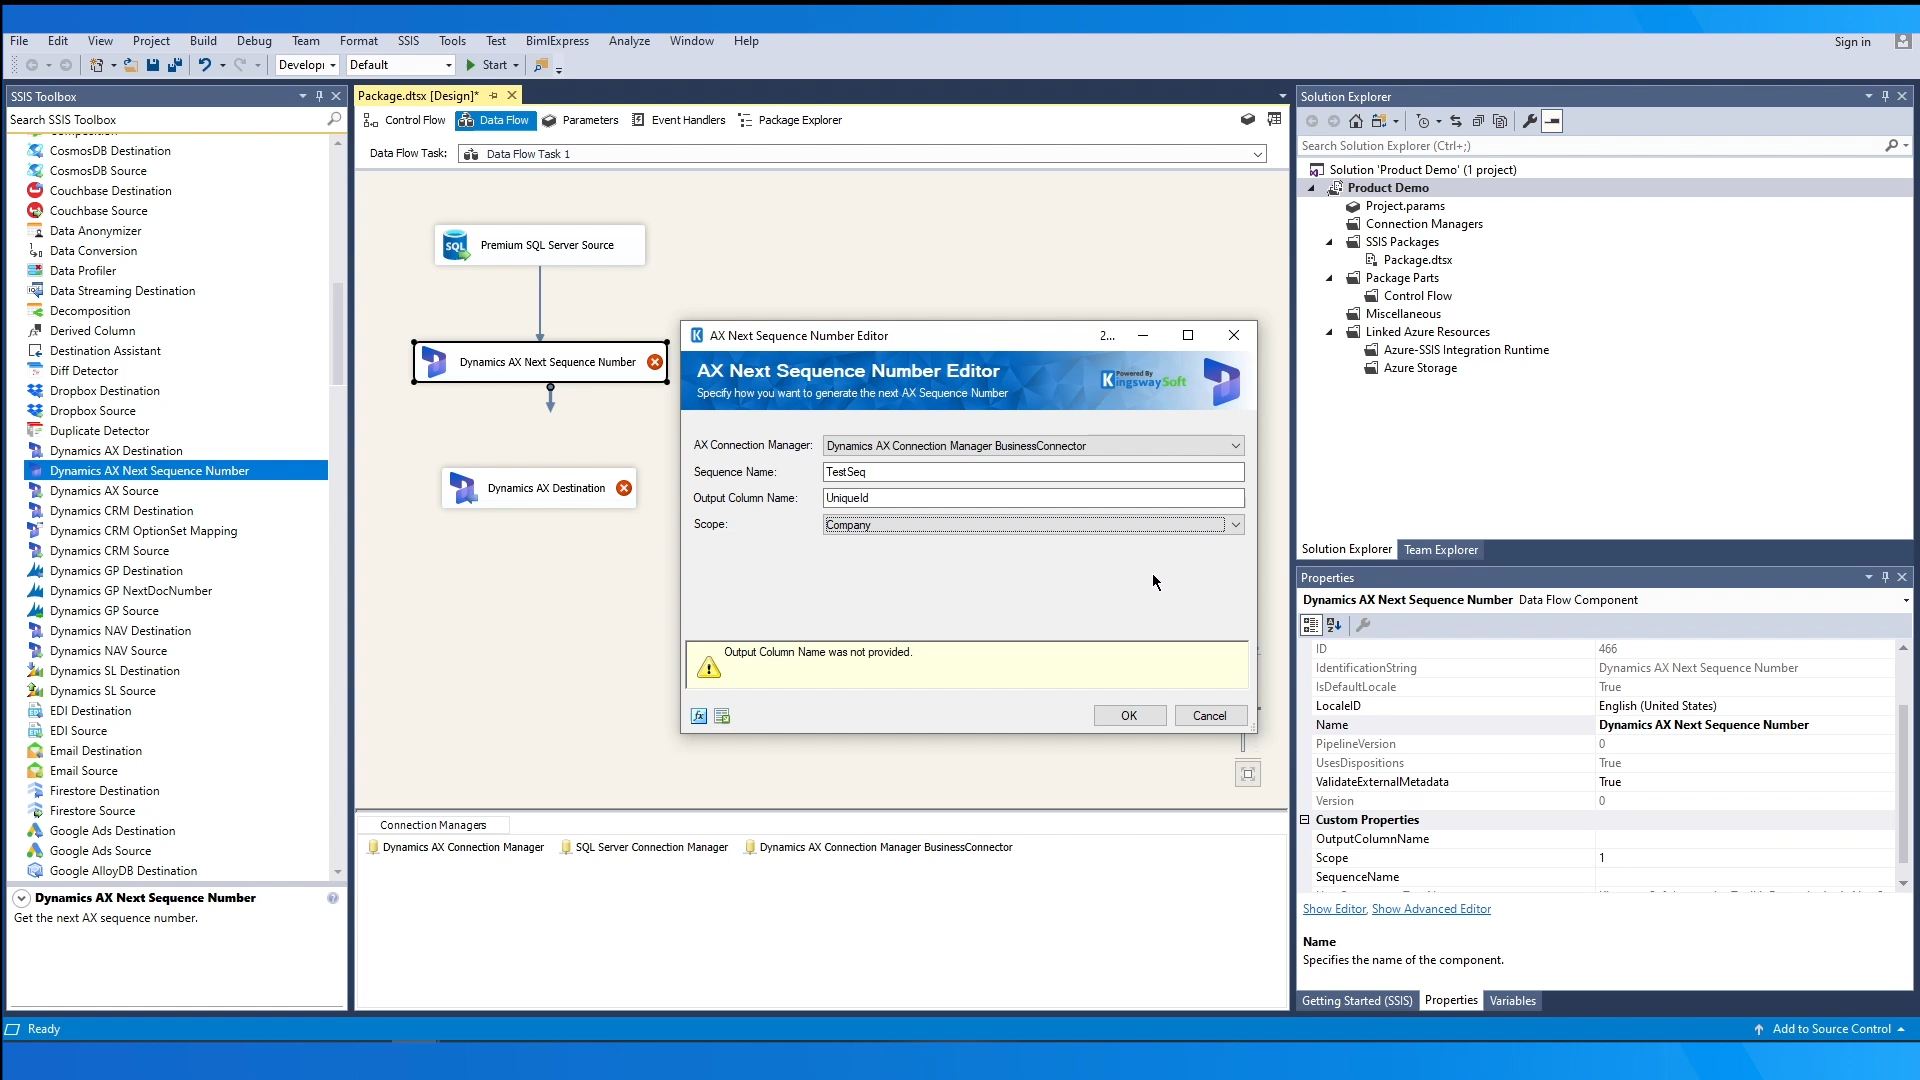 File Edit View Project Build Debug Team Format SSIS Tools Test BimlExpress Analyze Window Help
Sign in
Developi Default Start
SSIS Toolbox
Search SSIS Toolbox
CosmosDB Destination
CosmosDB Source
Couchbase Destination
Couchbase Source
Data Anonymizer
Data Conversion
Data Profiler
Data Streaming Destination
Decomposition
Derived Column
Destination Assistant
Diff Detector
Dropbox Destination
Dropbox Source
Duplicate Detector
Dynamics AX Destination
Dynamics AX Next Sequence Number
Dynamics AX Source
Dynamics CRM Destination
Dynamics CRM OptionSet Mapping
Dynamics CRM Source
Dynamics GP Destination
Dynamics GP NextDocNumber
Dynamics GP Source
Dynamics NAV Destination
Dynamics NAV Source
Dynamics SL Destination
Dynamics SL Source
EDI Destination
EDI Source
Email Destination
Email Source
Firestore Destination
Firestore Source
Google Ads Destination
Google Ads Source
Google AlloyDB Destination
Dynamics AX Next Sequence Number
Get the next AX sequence number.
Package.dtsx [Design]*
Control Flow Data Flow Parameters Event Handlers Package Explorer
Data Flow Task: Data Flow Task 1
SQL Premium SQL Server Source
Dynamics AX Next Sequence Number
Dynamics AX Destination
AX Next Sequence Number Editor 2...
AX Next Sequence Number Editor
Specify how you want to generate the next AX Sequence Number
Powered By
KingswaySoft
AX Connection Manager: Dynamics AX Connection Manager BusinessConnector
Sequence Name: TestSeq
Output Column Name: UniqueId
Scope: Company
Output Column Name was not provided.
fx OK Cancel
Connection Managers
Dynamics AX Connection Manager SQL Server Connection Manager Dynamics AX Connection Manager BusinessConnector
Solution Explorer
Search Solution Explorer (Ctrl+;)
Solution 'Product Demo' (1 project)
Product Demo
Project.params
Connection Managers
SSIS Packages
Package.dtsx
Package Parts
Control Flow
Miscellaneous
Linked Azure Resources
Azure-SSIS Integration Runtime
Azure Storage
Solution Explorer Team Explorer
Properties
Dynamics AX Next Sequence Number Data Flow Component
ID 466
IdentificationString Dynamics AX Next Sequence Number
IsDefaultLocale True
LocaleID English (United States)
Name Dynamics AX Next Sequence Number
PipelineVersion 0
UsesDispositions True
ValidateExternalMetadata True
Version 0
Custom Properties
OutputColumnName
Scope 1
SequenceName
Show Editor, Show Advanced Editor
Name
Specifies the name of the component.
Getting Started (SSIS) Properties Variables
Ready
Add to Source Control